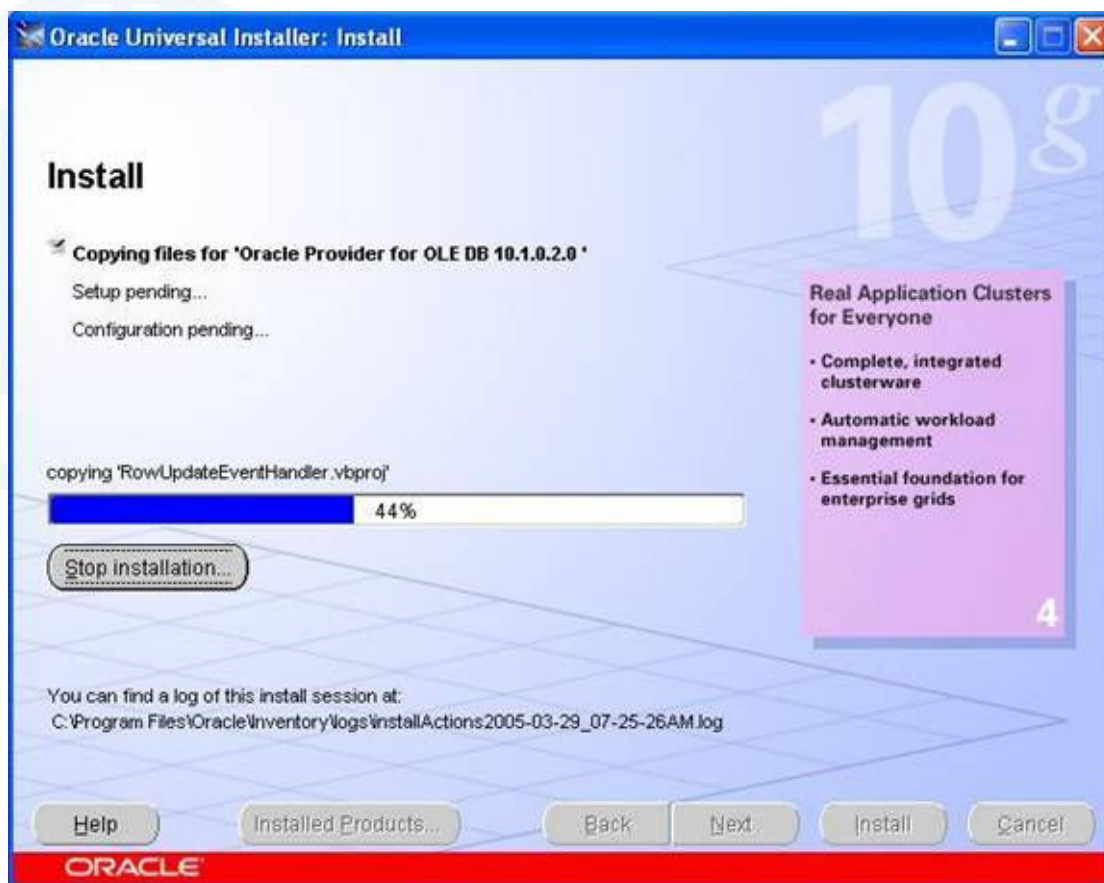 Oracle Universal Installer: Install
10g
Install
Copying files for 'Oracle Provider for OLE DB 10.1.0.2.0 '
Setup pending...
Configuration pending...
copying 'RowUpdateEventHandler.vbproj'
44%
Stop installation...
Real Application Clusters
for Everyone
• Complete, integrated
clusterware
• Automatic workload
management
• Essential foundation for
enterprise grids
4
You can find a log of this install session at:
C:\Program Files\Oracle\Inventory\logs\installActions2005-03-29_07-25-26AM.log
Help
Installed Products...
Back
Next
Install
Cancel
ORACLE